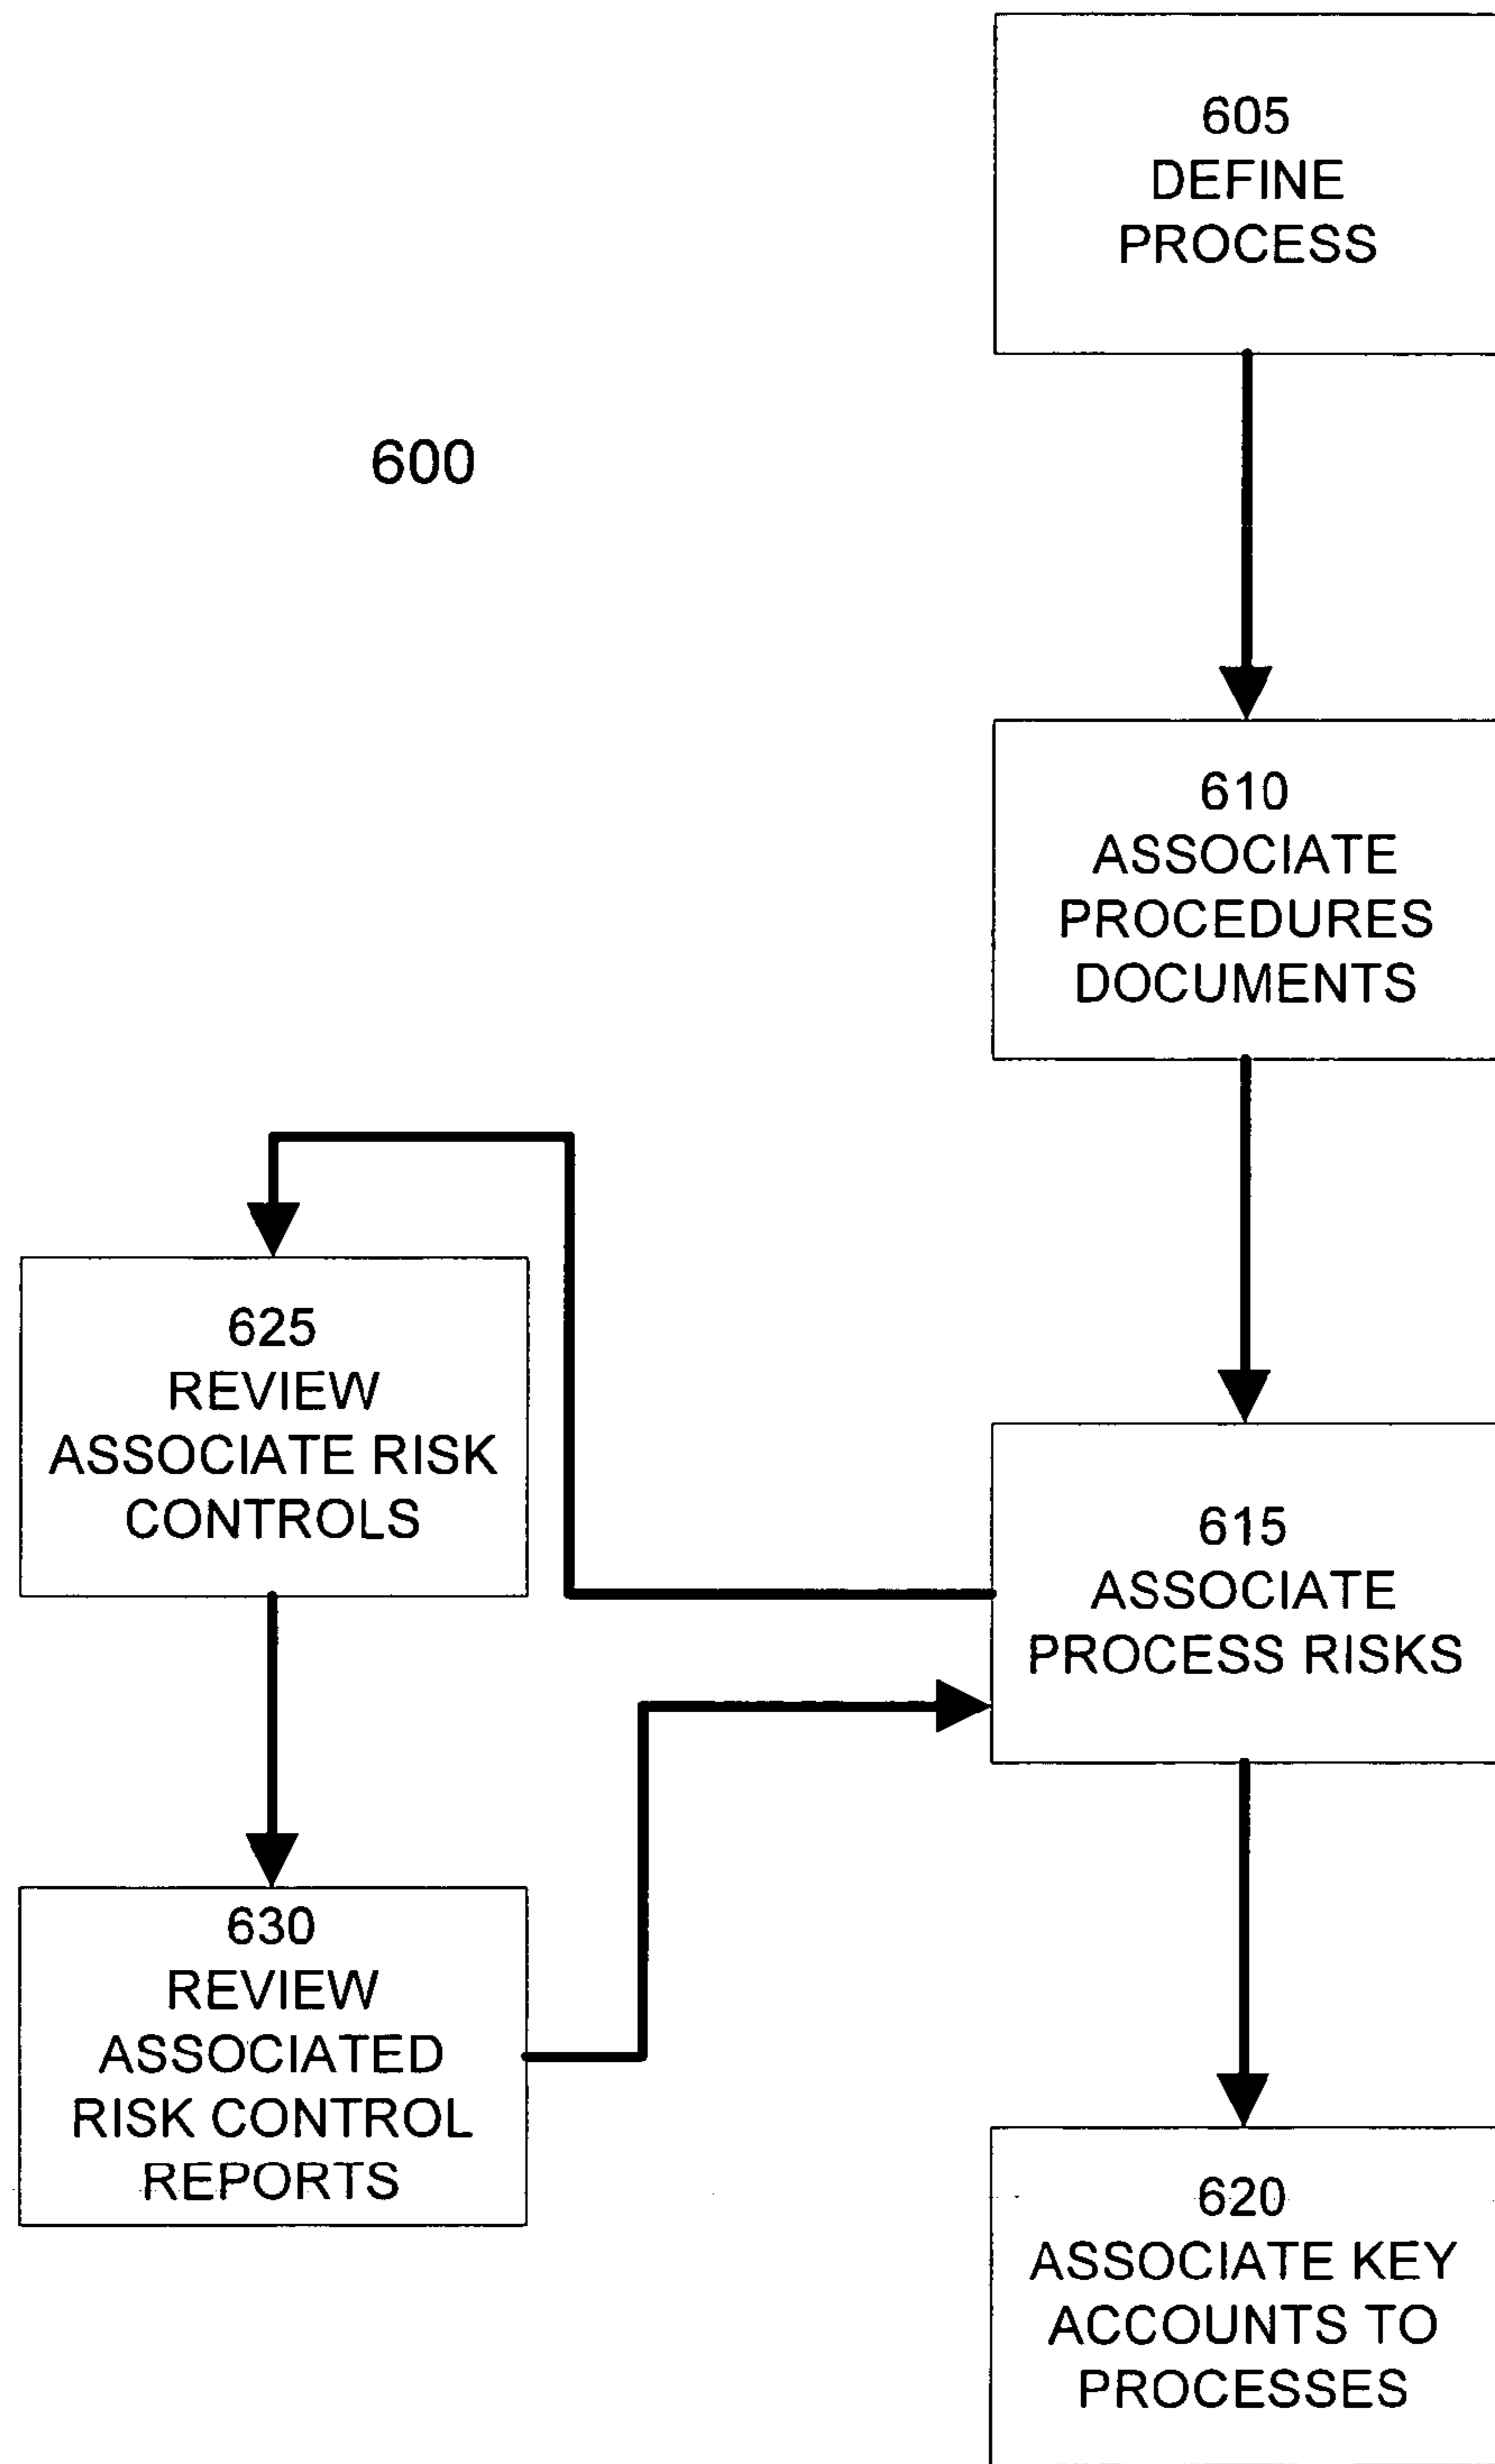 605
DEFINE
PROCESS
600
610
ASSOCIATE
PROCEDURES
DOCUMENTS
625
REVIEW
ASSOCIATE RISK
CONTROLS
615
ASSOCIATE
PROCESS RISKS
630
REVIEW
ASSOCIATED
RISK CONTROL
REPORTS
620
ASSOCIATE KEY
ACCOUNTS TO
PROCESSES